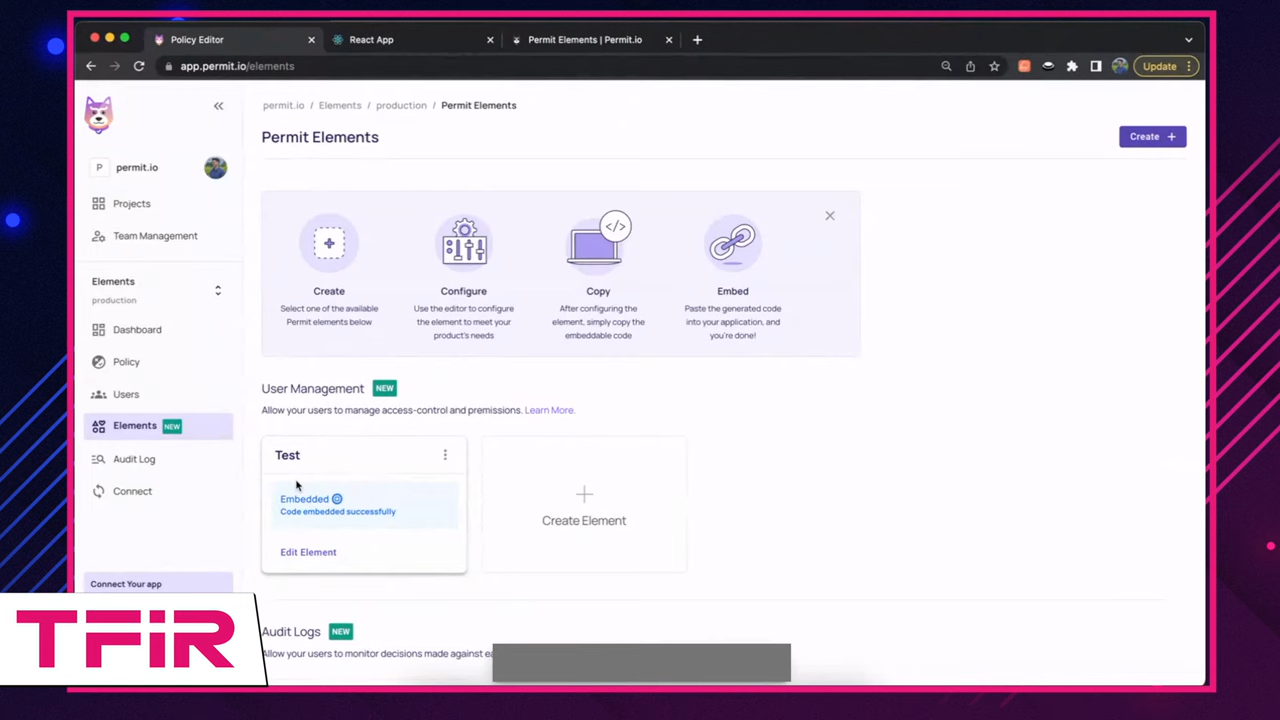 Policy Editor
React App
Permit Elements | Permit.io
app.permit.io/elements
Update
permit.io / Elements / production / Permit Elements
Permit Elements
Create +
P permit.io
Projects
Team Management
Elements
production
Dashboard
Policy
Users
Elements NEW
Audit Log
Connect
Connect Your app
Create
Select one of the available
Permit elements below
Configure
Use the editor to configure
the element to meet your
product's needs
Copy
After configuring the
element, simply copy the
embeddable code
Embed
Paste the generated code
into your application, and
you're done!
User Management NEW
Allow your users to manage access-control and premissions. Learn More.
Test
Embedded
Code embedded successfully
Edit Element
Create Element
Audit Logs NEW
Allow your users to monitor decisions made against
TFiR